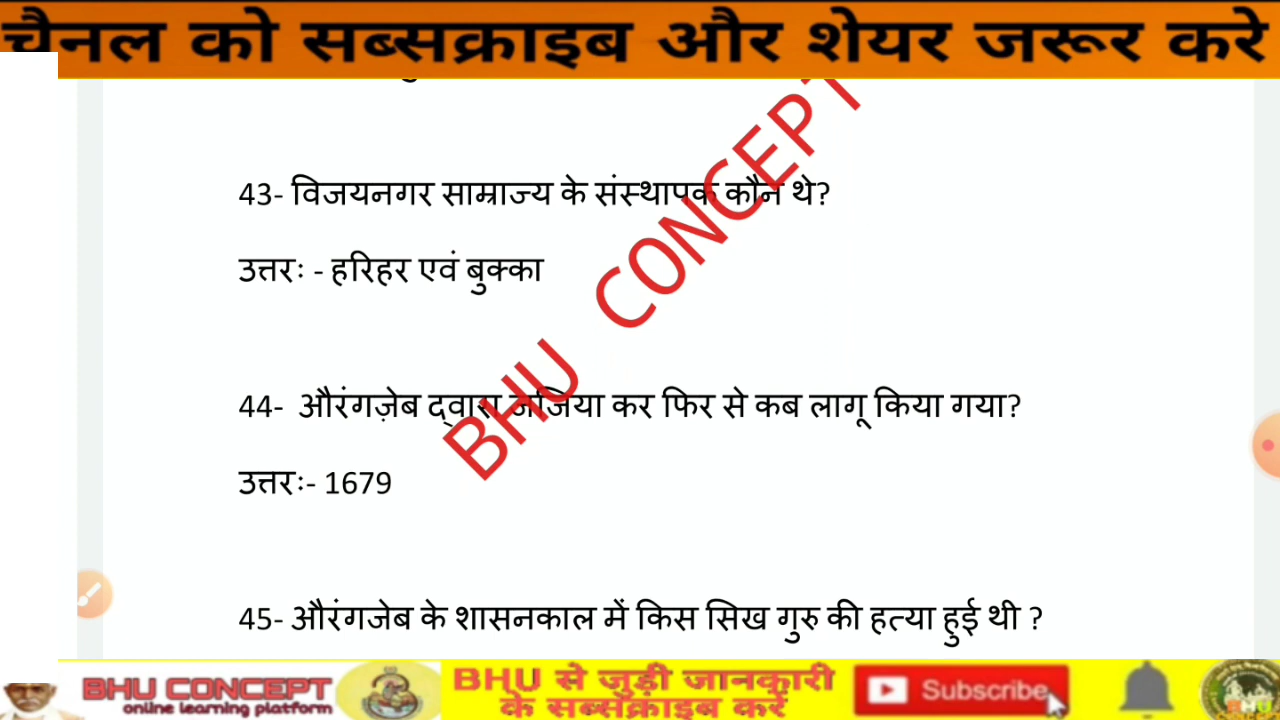 चैनल को सब्सक्राइब और शेयर जरूर करे
43- विजयनगर साम्राज्य के संस्थापक कौन थे?
उत्तरः - हरिहर एवं बुक्का
44- औरंगज़ेब द्वारा जजिया कर फिर से कब लागू किया गया?
उत्तरः- 1679
45- औरंगजेब के शासनकाल में किस सिख गुरु की हत्या हुई थी ?
BHU CONCEPT
BHU CONCEPT
online learning platform
BHU से जुड़ी जानकारी
के सब्सक्राइब करें
Subscribe
BHU